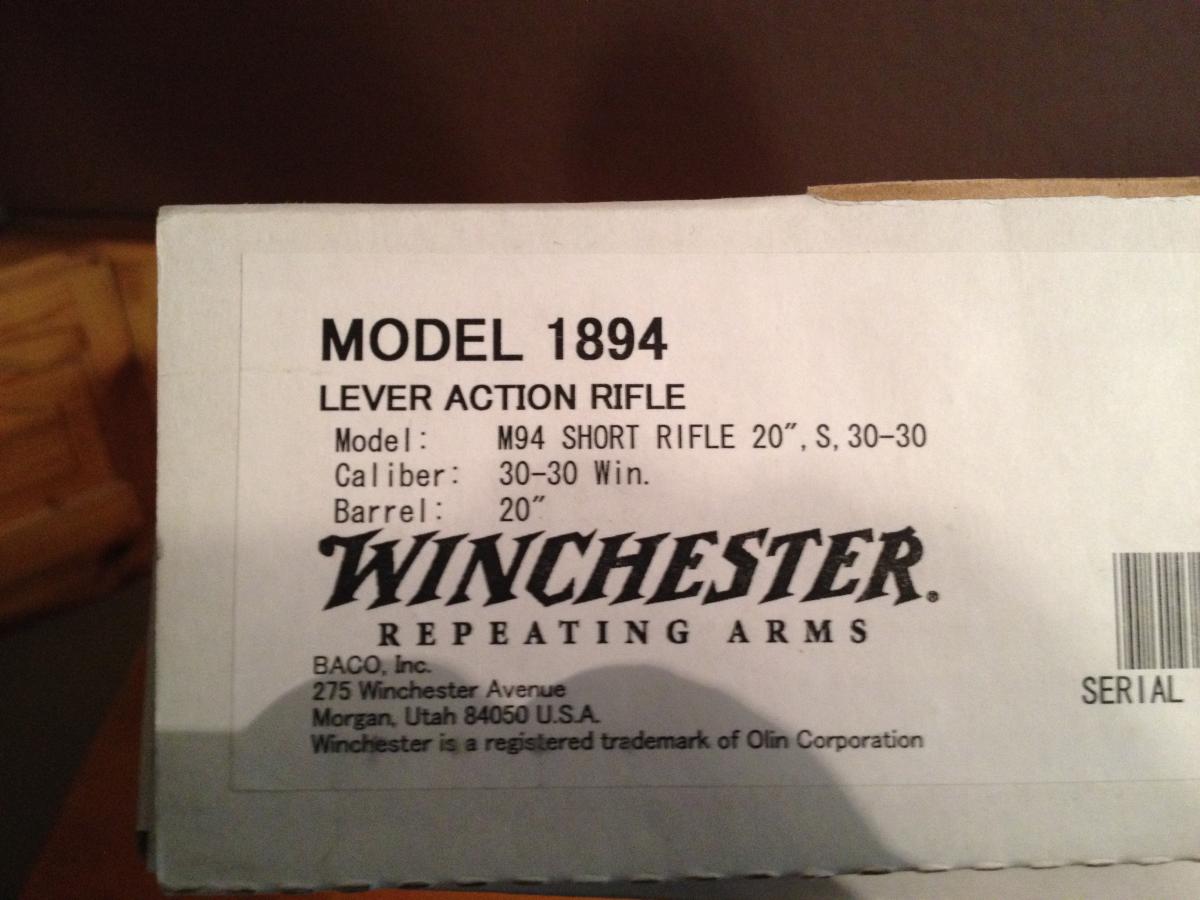 MODEL 1894
LEVER ACTION RIFLE
Model: M94 SHORT RIFLE 20", S, 30-30
Caliber: 30-30 Win.
Barrel: 20"
WINCHESTER®
REPEATING ARMS
BACO, Inc.
275 Winchester Avenue
Morgan, Utah 84050 U.S.A.
Winchester is a registered trademark of Olin Corporation
SERIAL